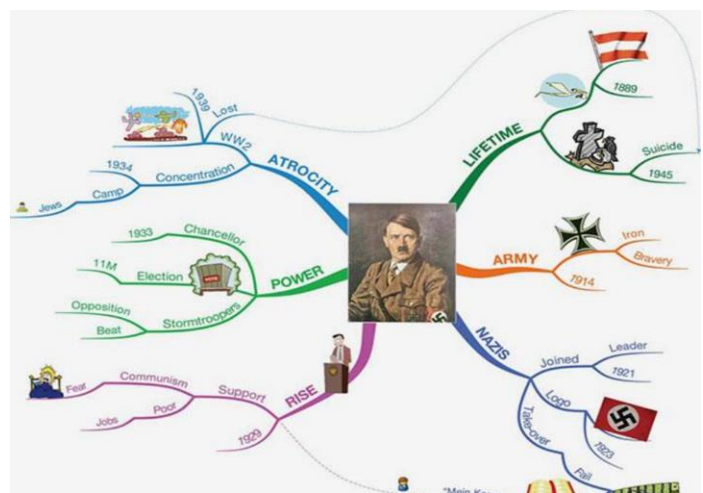 LIFETIME
1889
Suicide
1945
ARMY
Iron
Bravery
1914
NAZIS
Joined
Leader
1921
Logo
1923
Take-over
Fail
RISE
Support
Communism
Fear
Poor
Jobs
1929
POWER
Chancellor
1933
Election
11M
Stormtroopers
Opposition
Beat
ATROCITY
WW2
1939
Lost
Concentration
1934
Camp
Jews
"Mein